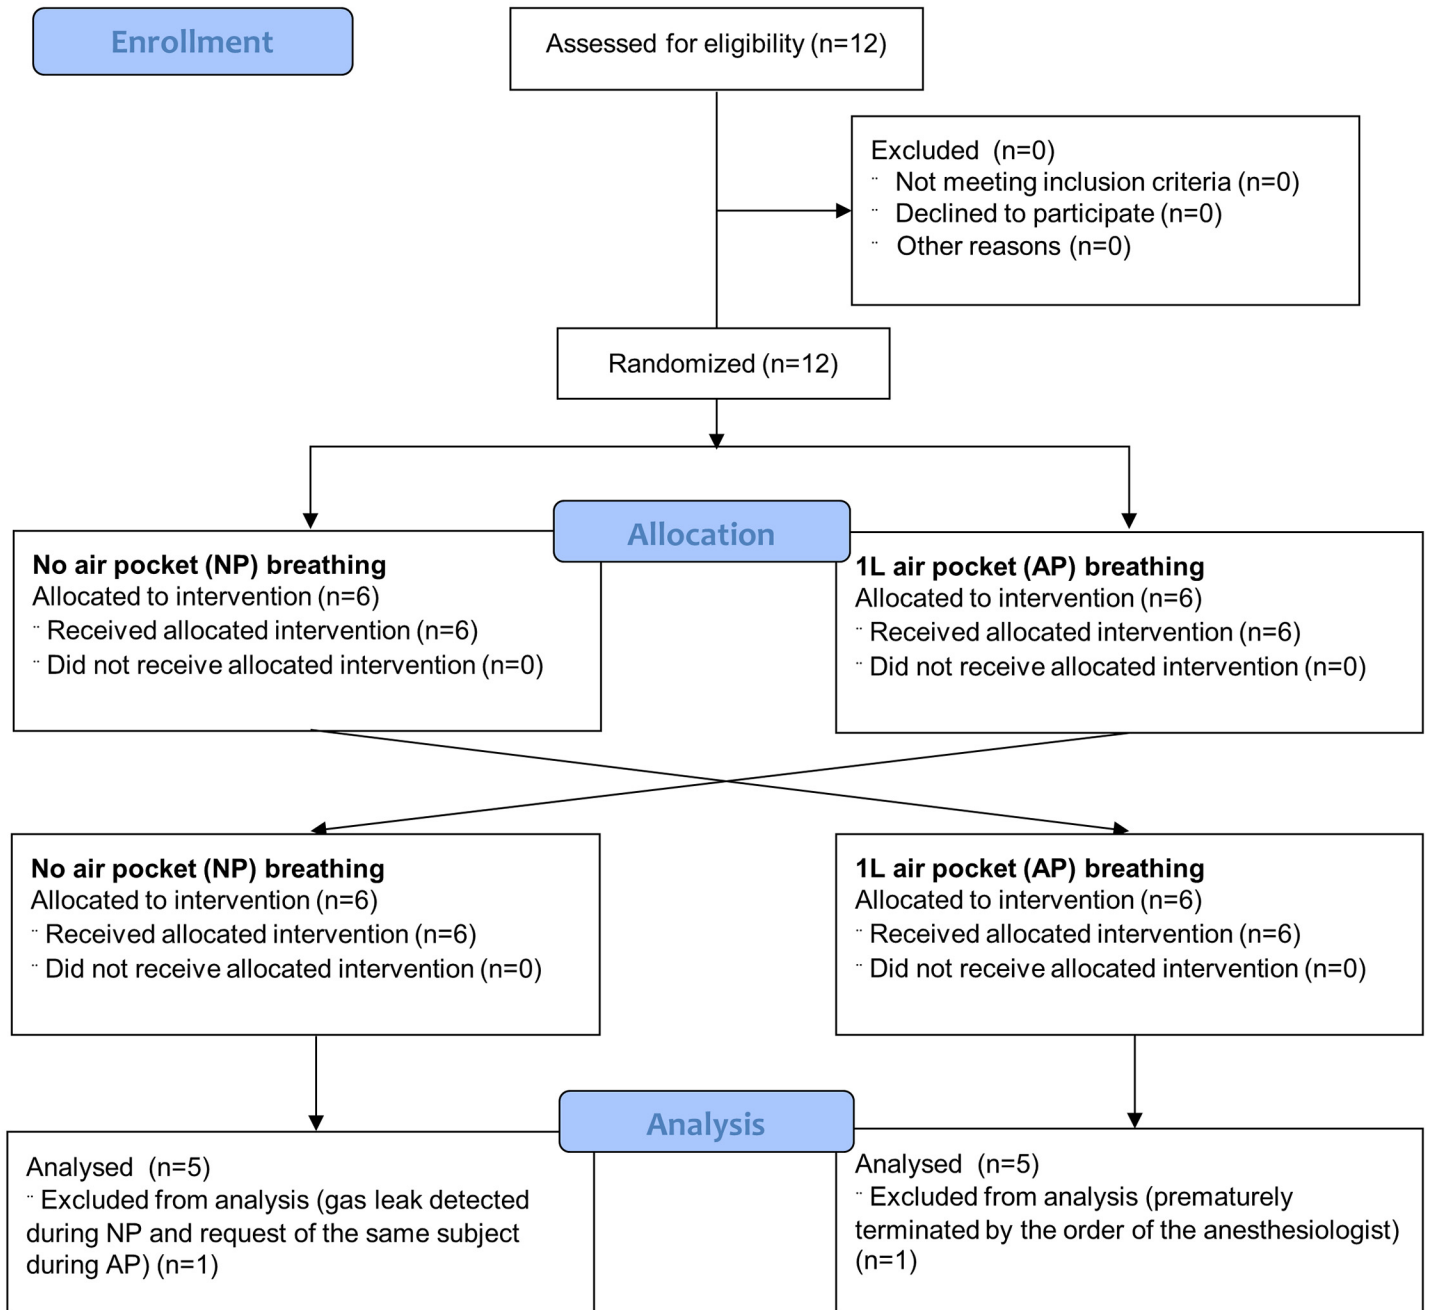 Enrollment
Assessed for eligibility (n=12)
Excluded (n=0)
¨ Not meeting inclusion criteria (n=0)
¨ Declined to participate (n=0)
¨ Other reasons (n=0)
Randomized (n=12)
Allocation
No air pocket (NP) breathing
Allocated to intervention (n=6)
¨ Received allocated intervention (n=6)
¨ Did not receive allocated intervention (n=0)
1L air pocket (AP) breathing
Allocated to intervention (n=6)
¨ Received allocated intervention (n=6)
¨ Did not receive allocated intervention (n=0)
No air pocket (NP) breathing
Allocated to intervention (n=6)
¨ Received allocated intervention (n=6)
¨ Did not receive allocated intervention (n=0)
1L air pocket (AP) breathing
Allocated to intervention (n=6)
¨ Received allocated intervention (n=6)
¨ Did not receive allocated intervention (n=0)
Analysis
Analysed (n=5)
¨ Excluded from analysis (gas leak detected
during NP and request of the same subject
during AP) (n=1)
Analysed (n=5)
¨ Excluded from analysis (prematurely
terminated by the order of the anesthesiologist)
(n=1)